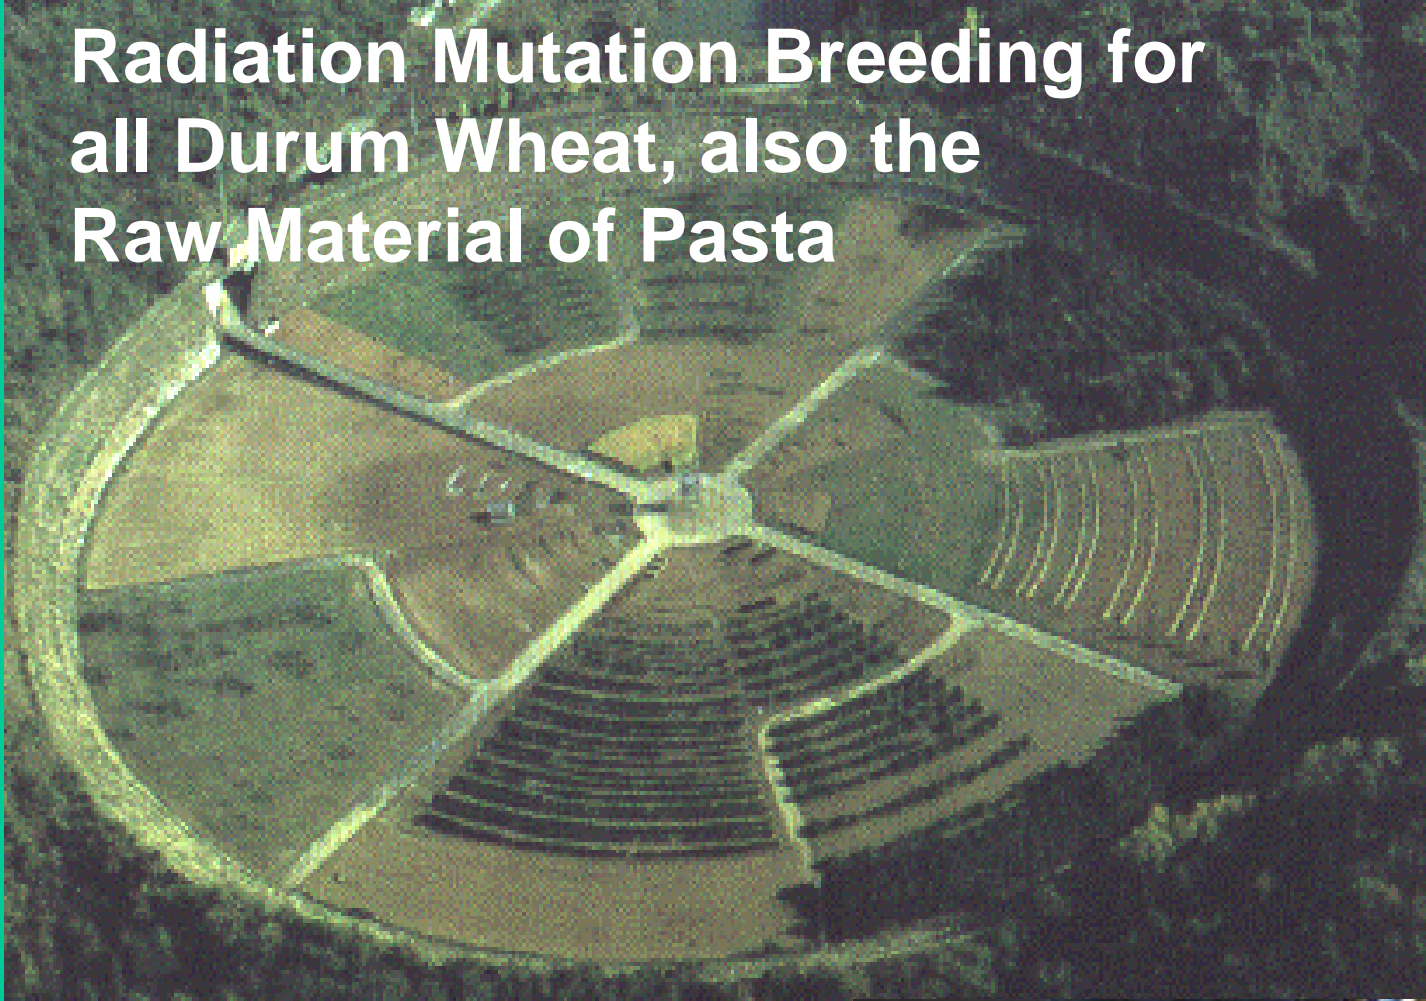 Radiation Mutation Breeding for
all Durum Wheat, also the
Raw Material of Pasta